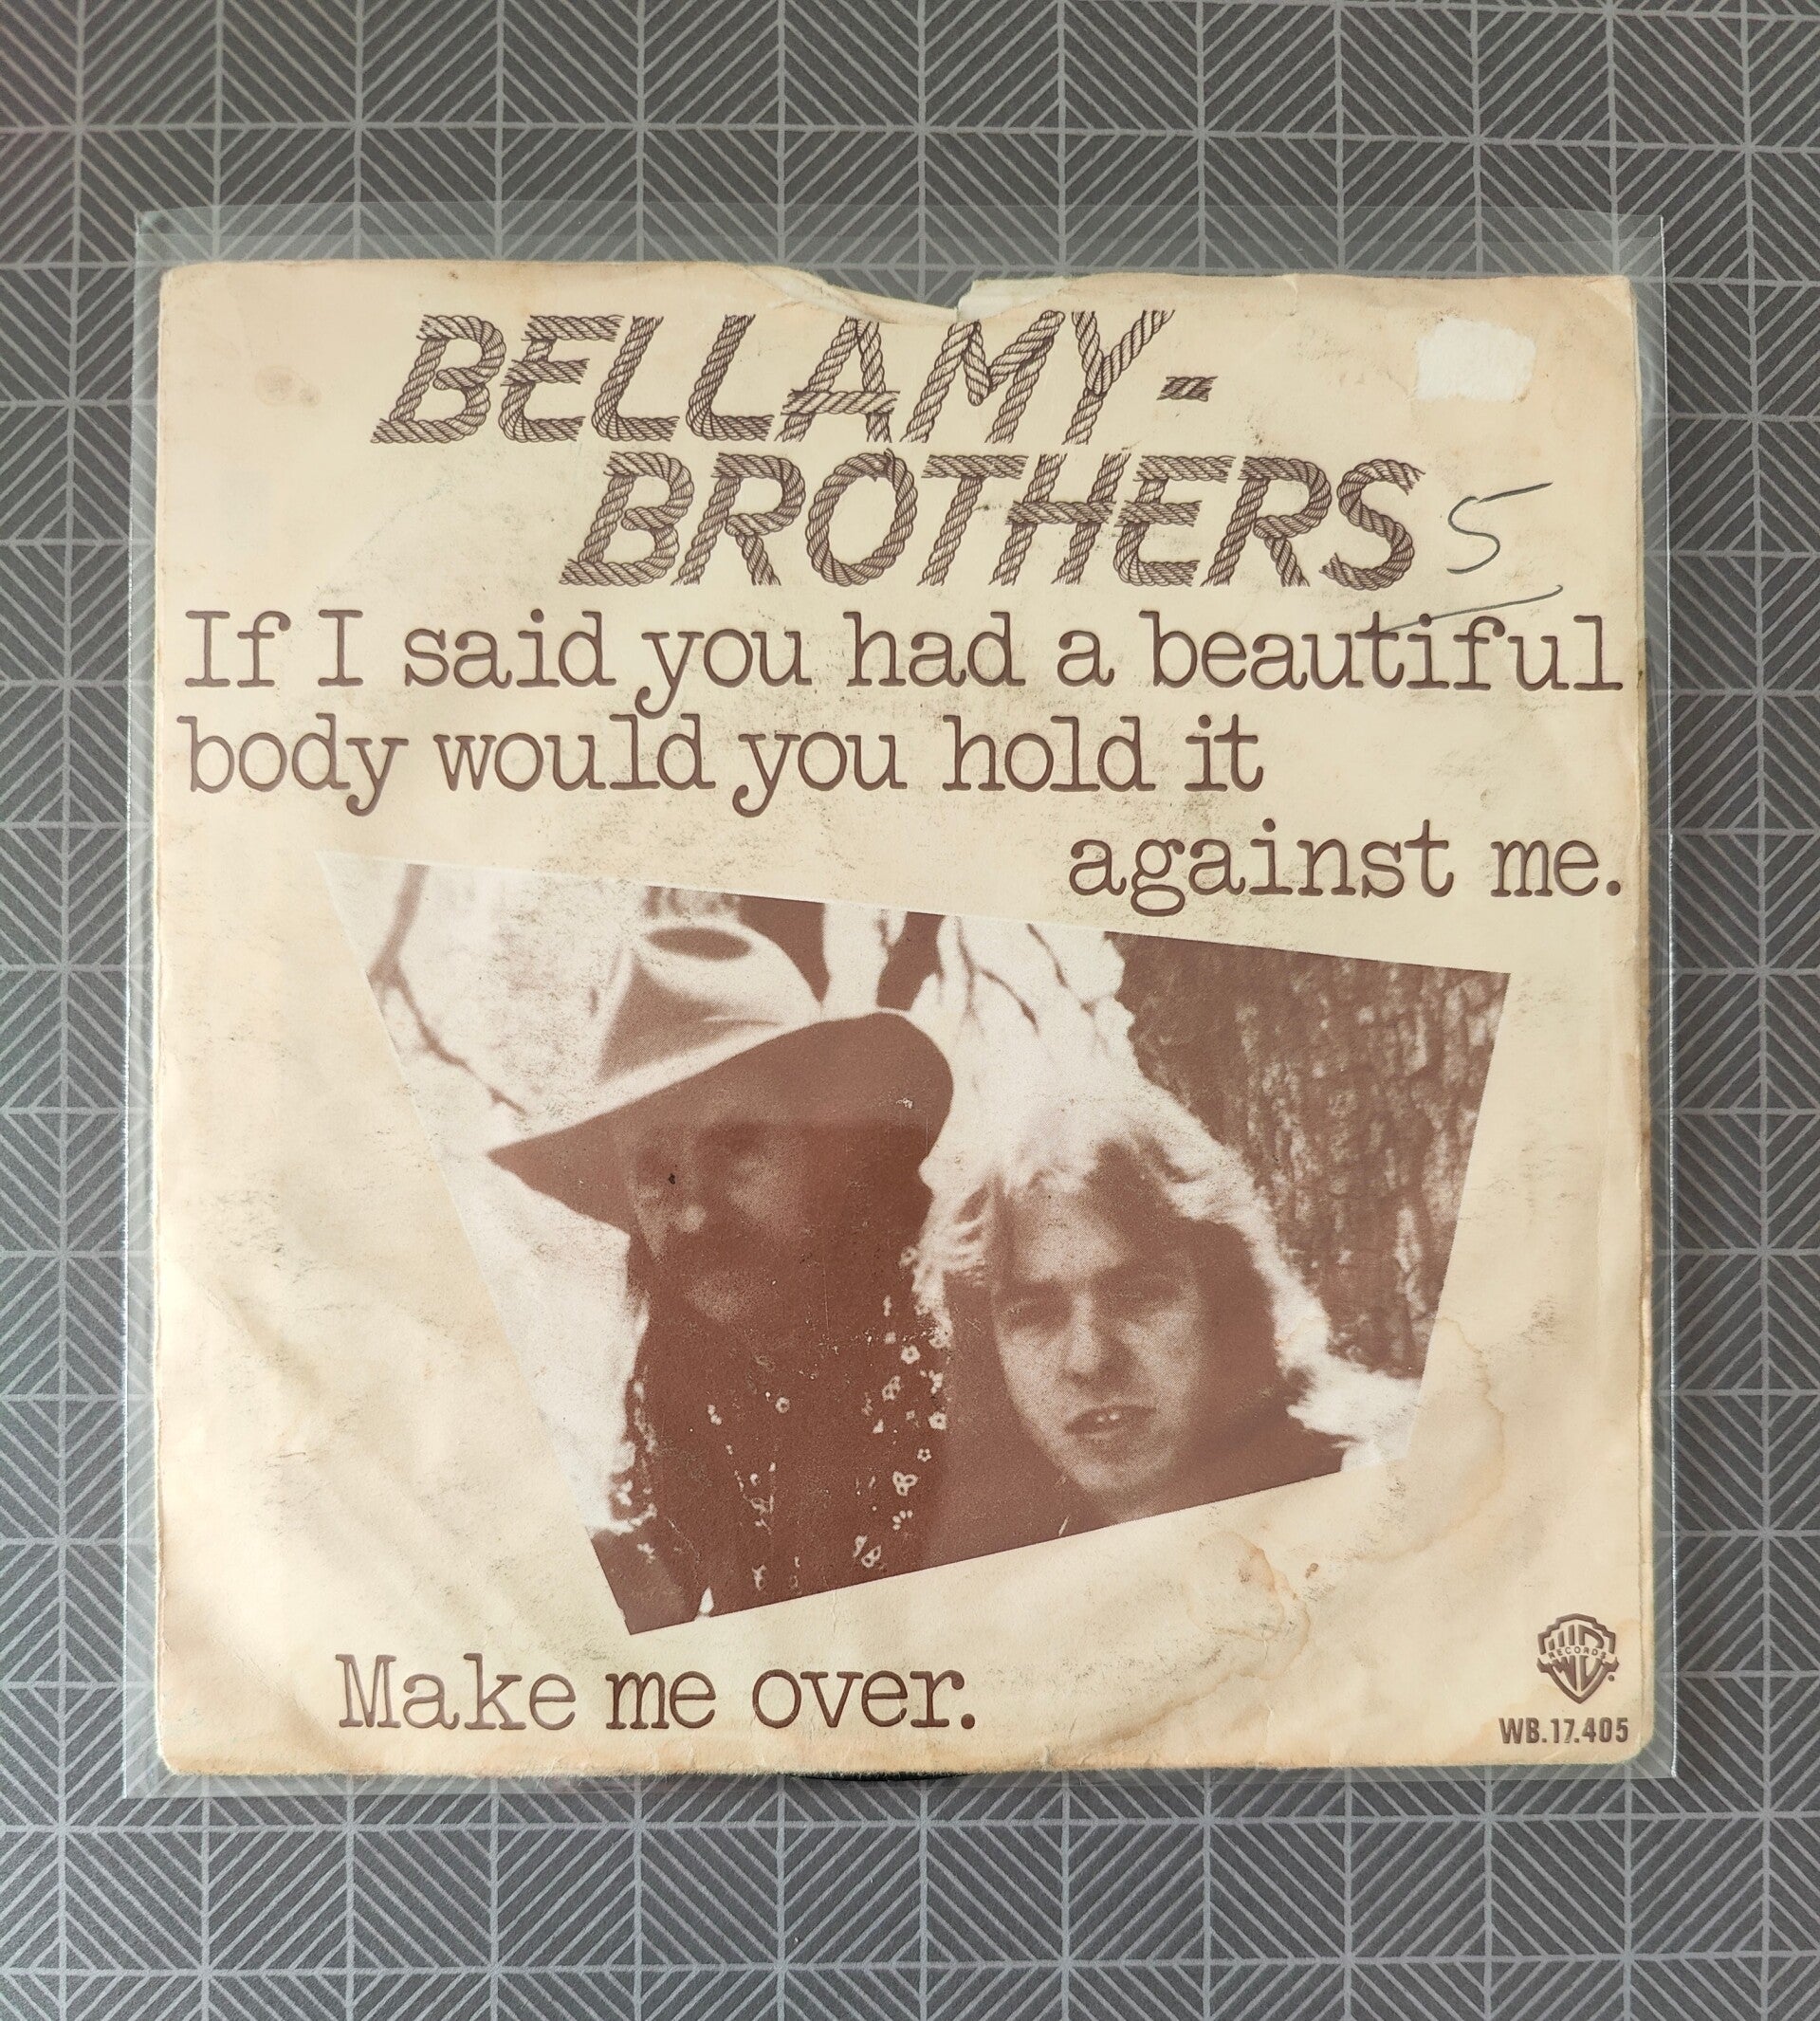 BELLAMY-
BROTHERS
5
If I said you had a beautiful
body would you hold it
against me.
Make me over.
RECORDS
WB.17.405